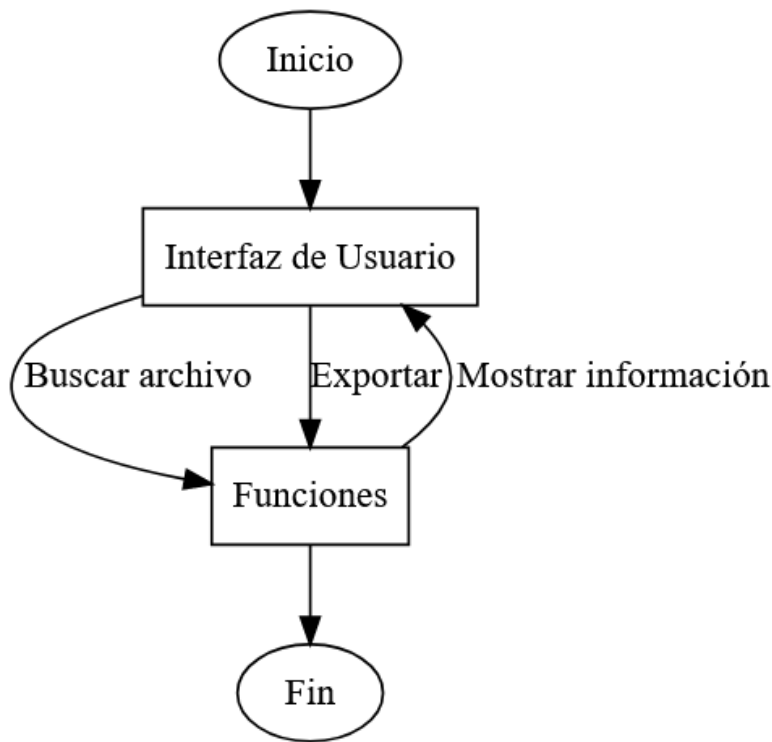 Inicio
Interfaz de Usuario
Buscar archivo
Exportar
Mostrar información
Funciones
Fin